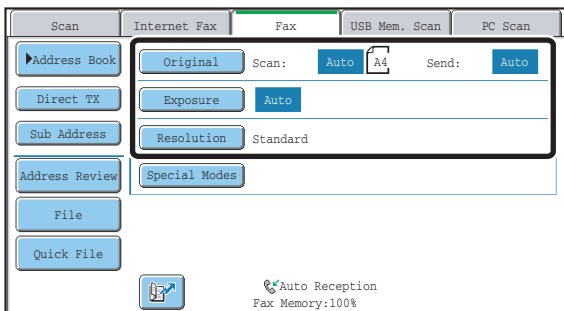 Scan Internet Fax Fax USB Mem. Scan PC Scan
Address Book Original Scan: Auto A4 Send: Auto
Direct TX Exposure Auto
Sub Address Resolution Standard
Address Review Special Modes
File
Quick File
Auto Reception
Fax Memory:100%